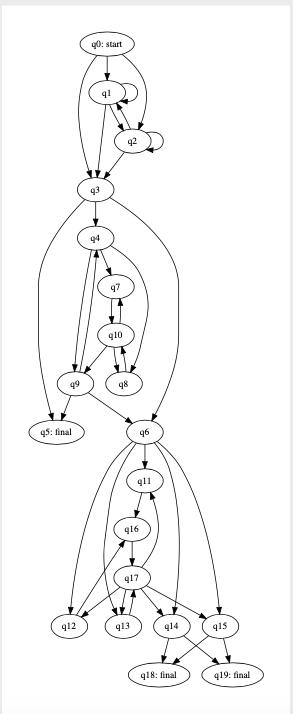 q0: start
q1
q2
q3
q4
q7
q10
q9
q8
q5: final
q6
q11
q16
q17
q12
q13
q14
q15
q18: final
q19: final